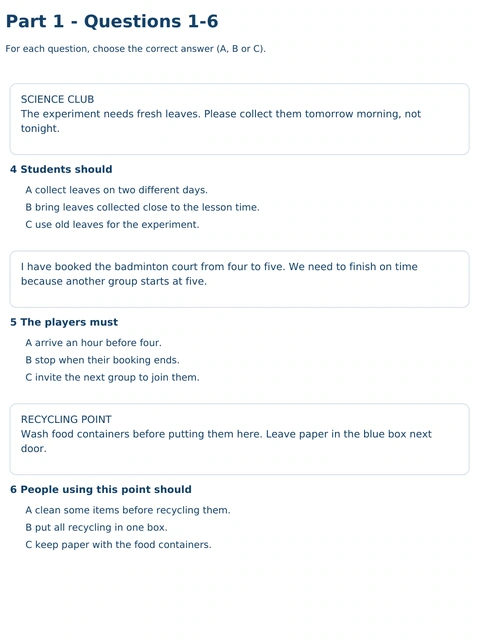 Part 1 - Questions 1-6
For each question, choose the correct answer (A, B or C).
SCIENCE CLUB
The experiment needs fresh leaves. Please collect them tomorrow morning, not
tonight.
4 Students should
A collect leaves on two different days.
B bring leaves collected close to the lesson time.
C use old leaves for the experiment.
I have booked the badminton court from four to five. We need to finish on time
because another group starts at five.
5 The players must
A arrive an hour before four.
B stop when their booking ends.
C invite the next group to join them.
RECYCLING POINT
Wash food containers before putting them here. Leave paper in the blue box next
door.
6 People using this point should
A clean some items before recycling them.
B put all recycling in one box.
C keep paper with the food containers.